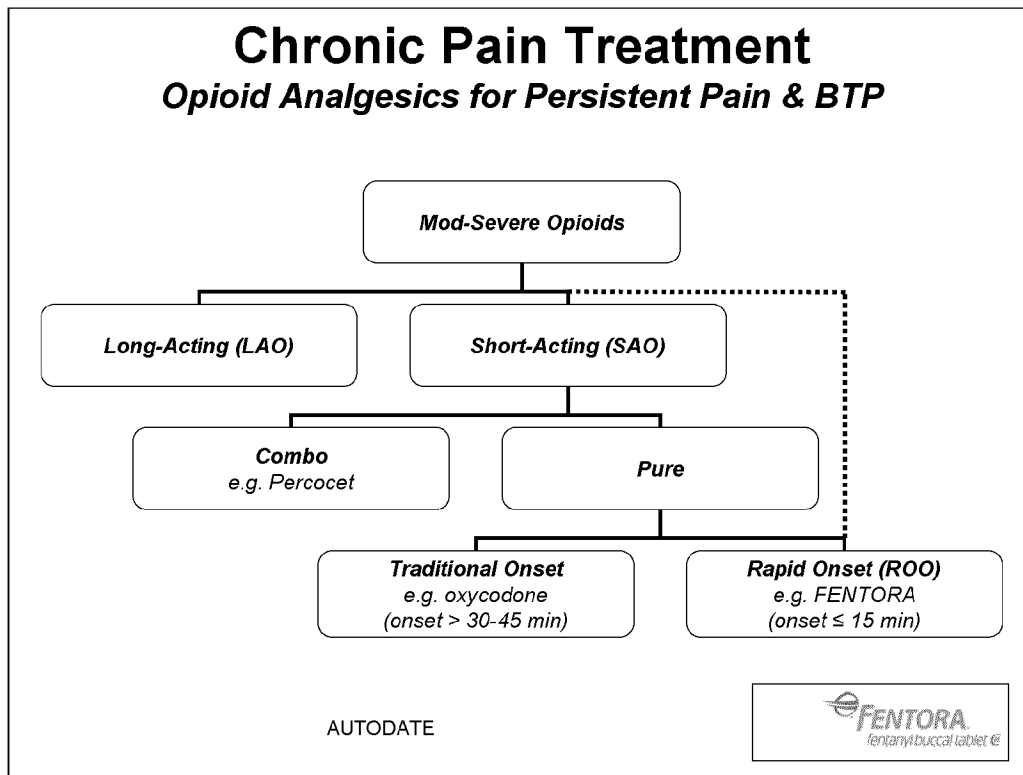 Chronic Pain Treatment
Opioid Analgesics for Persistent Pain & BTP
Mod-Severe Opioids
Long-Acting (LAO)
Short-Acting (SAO)
Combo
e.g. Percocet
Pure
Traditional Onset
e.g. oxycodone
(onset > 30-45 min)
Rapid Onset (ROO)
e.g. FENTORA
(onset ≤ 15 min)
AUTODATE
FENTORA
fentanyl buccal tablet